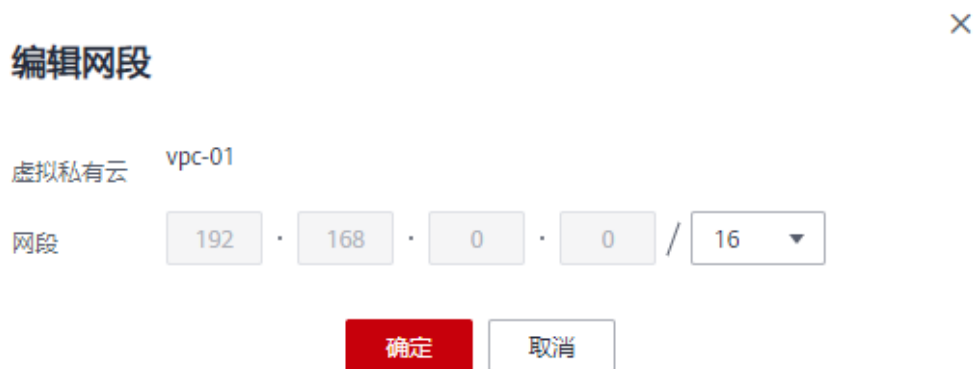 编辑网段
虚拟私有云 vpc-01
网段 192 · 168 · 0 · 0 / 16
确定 取消